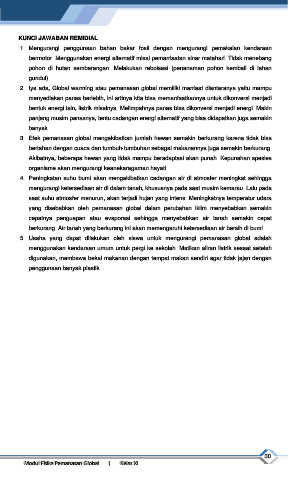 KUNCI JAWABAN REMIDIAL
1 Mengurangi penggunaan bahan bakar fosil dengan mengurangi pemakaian kendaraan
bermotor Menggunakan energi alternatif misal pemanfaatan sinar matahari Tidak menebang
pohon di hutan sembarangan Melakukan reboisasi (penanaman pohon kembali di lahan
gundul)
2 Iya ada, Global warming atau pemanasan global memiliki manfaat diantaranya yaitu mampu
menyediakan panas berlebih, ini artinya kita bisa memanfaatkannya untuk dikonversi menjadi
bentuk energi lain, listrik misalnya Melimpahnya panas bisa dikonversi menjadi energi Makin
panjang musim panasnya, tentu cadangan energi alternatif yang bisa didapatkan juga semakin
banyak
3 Efek pemanasan global mengakibatkan jumlah hewan semakin berkurang karena tidak bisa
bertahan dengan cuaca dan tumbuh-tumbuhan sebagai makanannya juga semakin berkurang
Akibatnya, beberapa hewan yang tidak mampu beradaptasi akan punah Kepunahan spesies
organisme akan mengurangi keanekaragaman hayati
4 Peningkatan suhu bumi akan mengakibatkan cadangan air di atmosfer meningkat sehingga
mengurangi ketersediaan air di dalam tanah, khususnya pada saat musim kemarau Lalu pada
saat suhu atmosfer menurun, akan terjadi hujan yang intens Meningkatnya temperatur udara
yang disebabkan oleh pemanasan global dalam perubahan iklim menyebabkan semakin
cepatnya penguapan atau evaporasi sehingga menyebabkan air tanah semakin cepat
berkurang Air tanah yang berkurang ini akan memengaruhi ketersediaan air bersih di bumi
5 Usaha yang dapat dilakukan oleh siswa untuk mengurangi pemanasan global adalah
menggunakan kendaraan umum untuk pergi ke sekolah Matikan aliran listrik sesaat setelah
digunakan, membawa bekal makanan dengan tempat makan sendiri agar tidak jajan dengan
penggunaan banyak plastik
30
Modul Fisika Pemanasan Global | Kelas XI